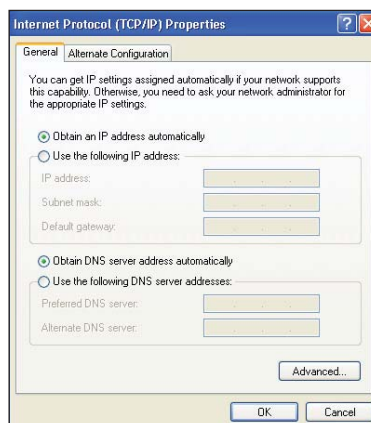 Internet Protocol (TCP/IP) Properties
General
Alternate Configuration
You can get IP settings assigned automatically if your network supports
this capability. Otherwise, you need to ask your network administrator for
the appropriate IP settings.
Obtain an IP address automatically
Use the following IP address:
IP address:
Subnet mask:
Default gateway:
Obtain DNS server address automatically
Use the following DNS server addresses:
Preferred DNS server:
Alternate DNS server:
Advanced...
OK
Cancel